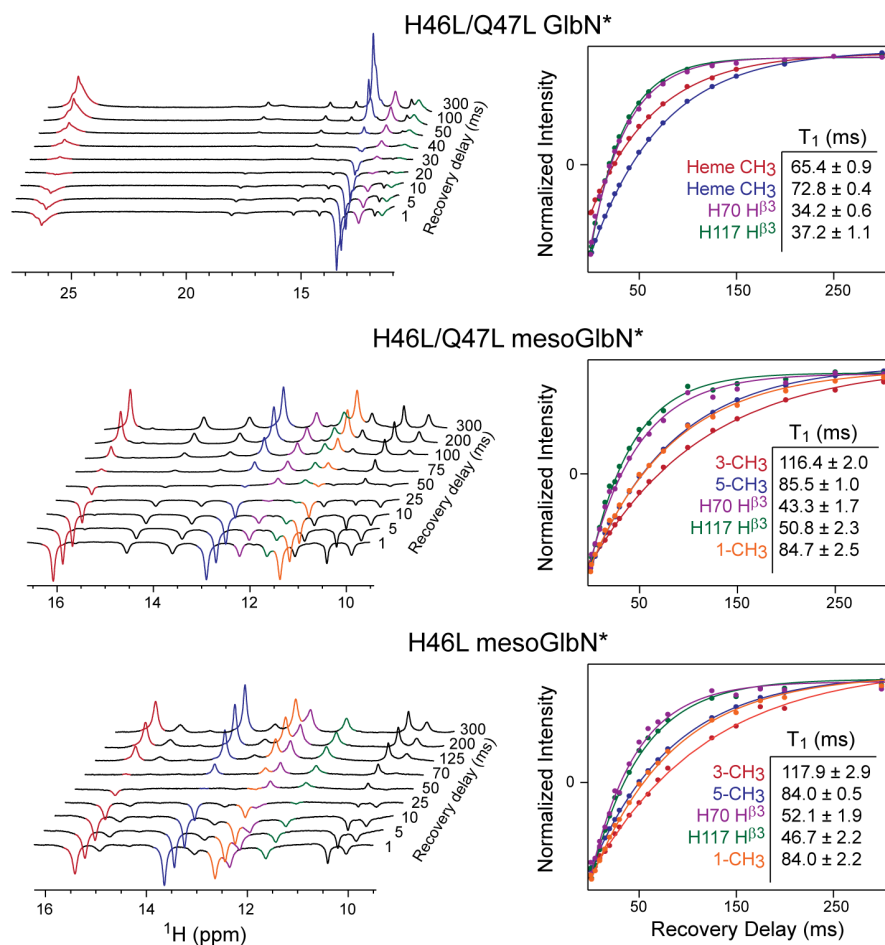 H46L/Q47L GlbN*
300
100
50
40
30
20
10
5
1
Recovery delay (ms)
25
20
15
Normalized Intensity
0
T1 (ms)
Heme CH3 65.4 ± 0.9
Heme CH3 72.8 ± 0.4
H70 Hβ3 34.2 ± 0.6
H117 Hβ3 37.2 ± 1.1
50 150 250
H46L/Q47L mesoGlbN*
300
200
100
75
50
25
10
5
1
Recovery delay (ms)
16 14 12 10
Normalized Intensity
0
T1 (ms)
3-CH3 116.4 ± 2.0
5-CH3 85.5 ± 1.0
H70 Hβ3 43.3 ± 1.7
H117 Hβ3 50.8 ± 2.3
1-CH3 84.7 ± 2.5
50 150 250
H46L mesoGlbN*
300
200
125
70
50
25
10
5
1
Recovery delay (ms)
16 14 12 10
1H (ppm)
Normalized Intensity
0
T1 (ms)
3-CH3 117.9 ± 2.9
5-CH3 84.0 ± 0.5
H70 Hβ3 52.1 ± 1.9
H117 Hβ3 46.7 ± 2.2
1-CH3 84.0 ± 2.2
50 150 250
Recovery Delay (ms)